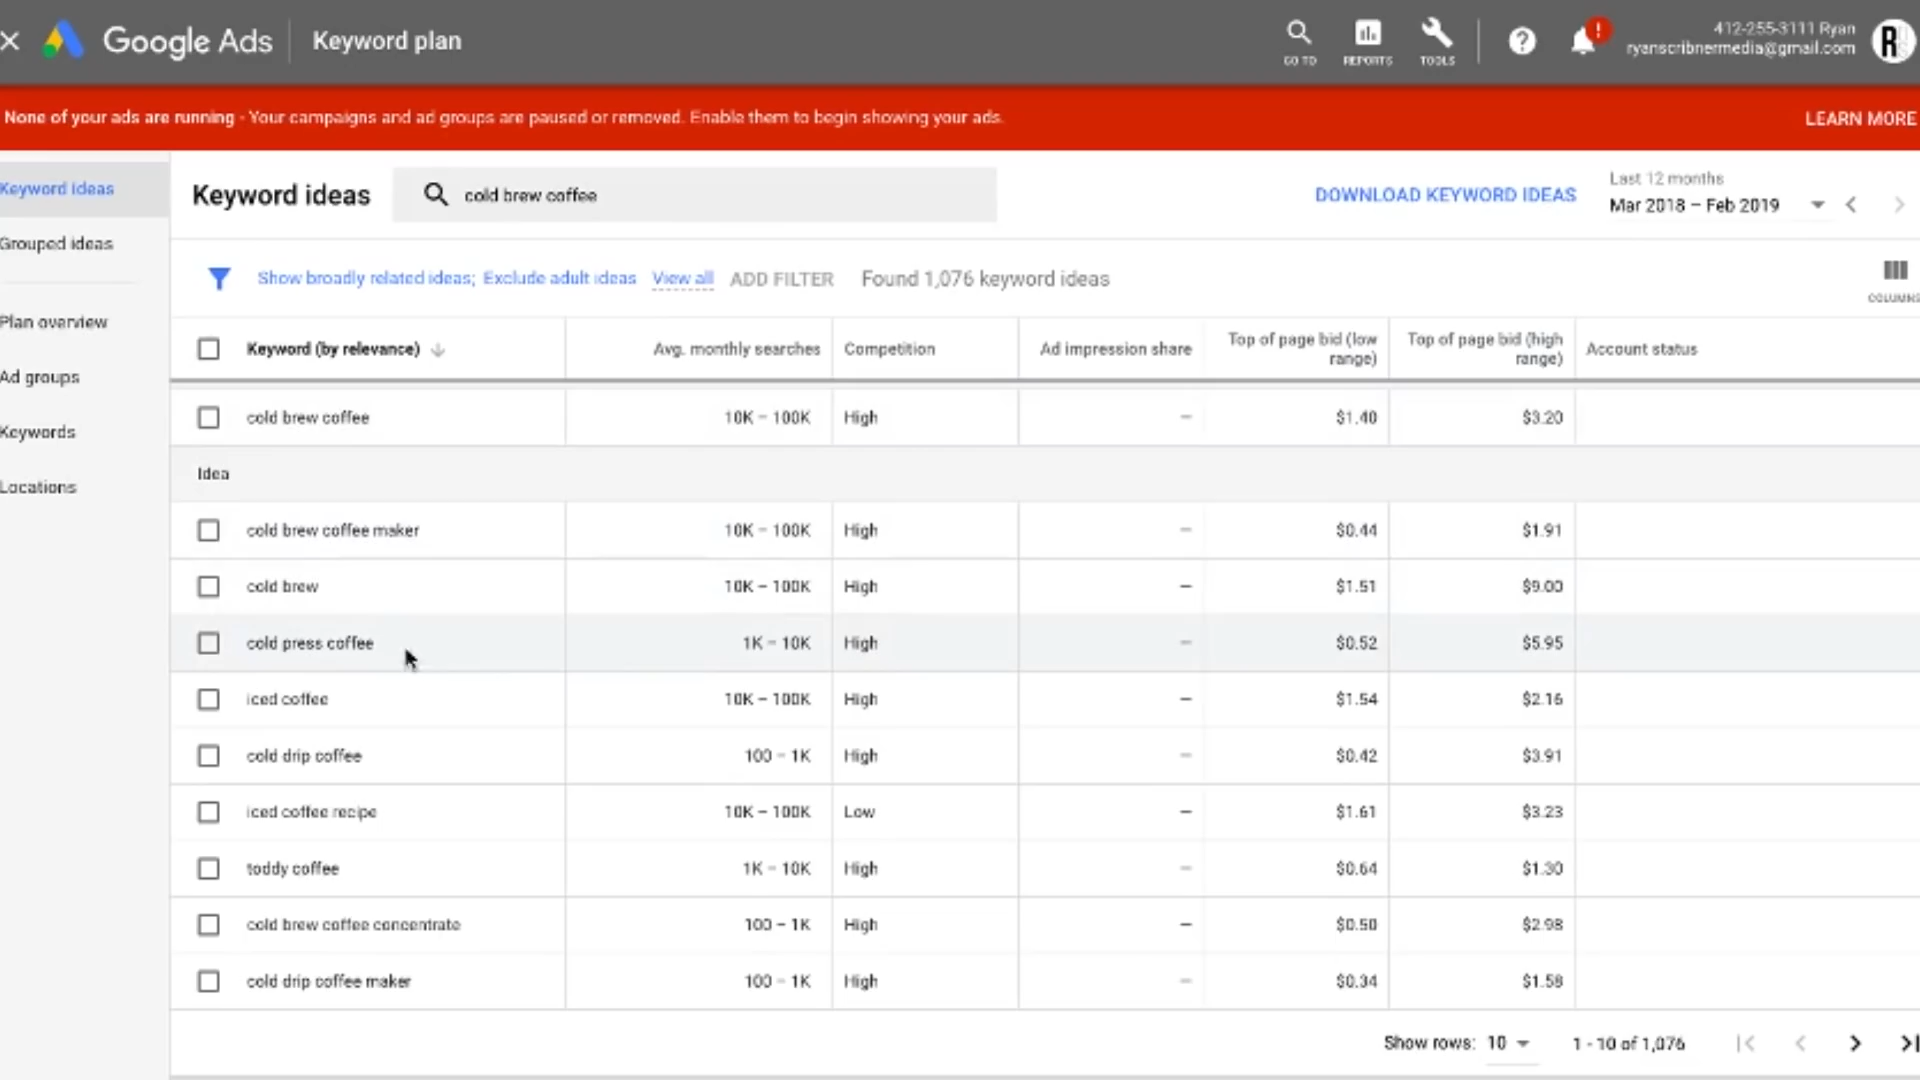 Google Ads
Keyword plan
GO TO
REPORTS
TOOLS
412-255-3111 Ryan
ryanscribnermedia@gmail.com
None of your ads are running - Your campaigns and ad groups are paused or removed. Enable them to begin showing your ads.
LEARN MORE
Keyword ideas
Grouped ideas
Plan overview
Ad groups
Keywords
Locations
Keyword ideas
cold brew coffee
DOWNLOAD KEYWORD IDEAS
Last 12 months
Mar 2018 – Feb 2019
Show broadly related ideas; Exclude adult ideas View all ADD FILTER Found 1,076 keyword ideas
COLUMNS
Keyword (by relevance) Avg. monthly searches Competition Ad impression share Top of page bid (low range) Top of page bid (high range) Account status
cold brew coffee 10K – 100K High – $1.40 $3.20
Idea
cold brew coffee maker 10K – 100K High – $0.44 $1.91
cold brew 10K – 100K High – $1.51 $9.00
cold press coffee 1K – 10K High – $0.52 $5.95
iced coffee 10K – 100K High – $1.54 $2.16
cold drip coffee 100 – 1K High – $0.42 $3.91
iced coffee recipe 10K – 100K Low – $1.61 $3.23
toddy coffee 1K – 10K High – $0.64 $1.30
cold brew coffee concentrate 100 – 1K High – $0.50 $2.98
cold drip coffee maker 100 – 1K High – $0.34 $1.58
Show rows: 10
1 - 10 of 1,076